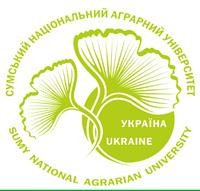 СУМСЬКИЙ НАЦІОНАЛЬНИЙ АГРАРНИЙ УНІВЕРСИТЕТ
УКРАЇНА
UKRAINE
SUMY NATIONAL AGRARIAN UNIVERSITY